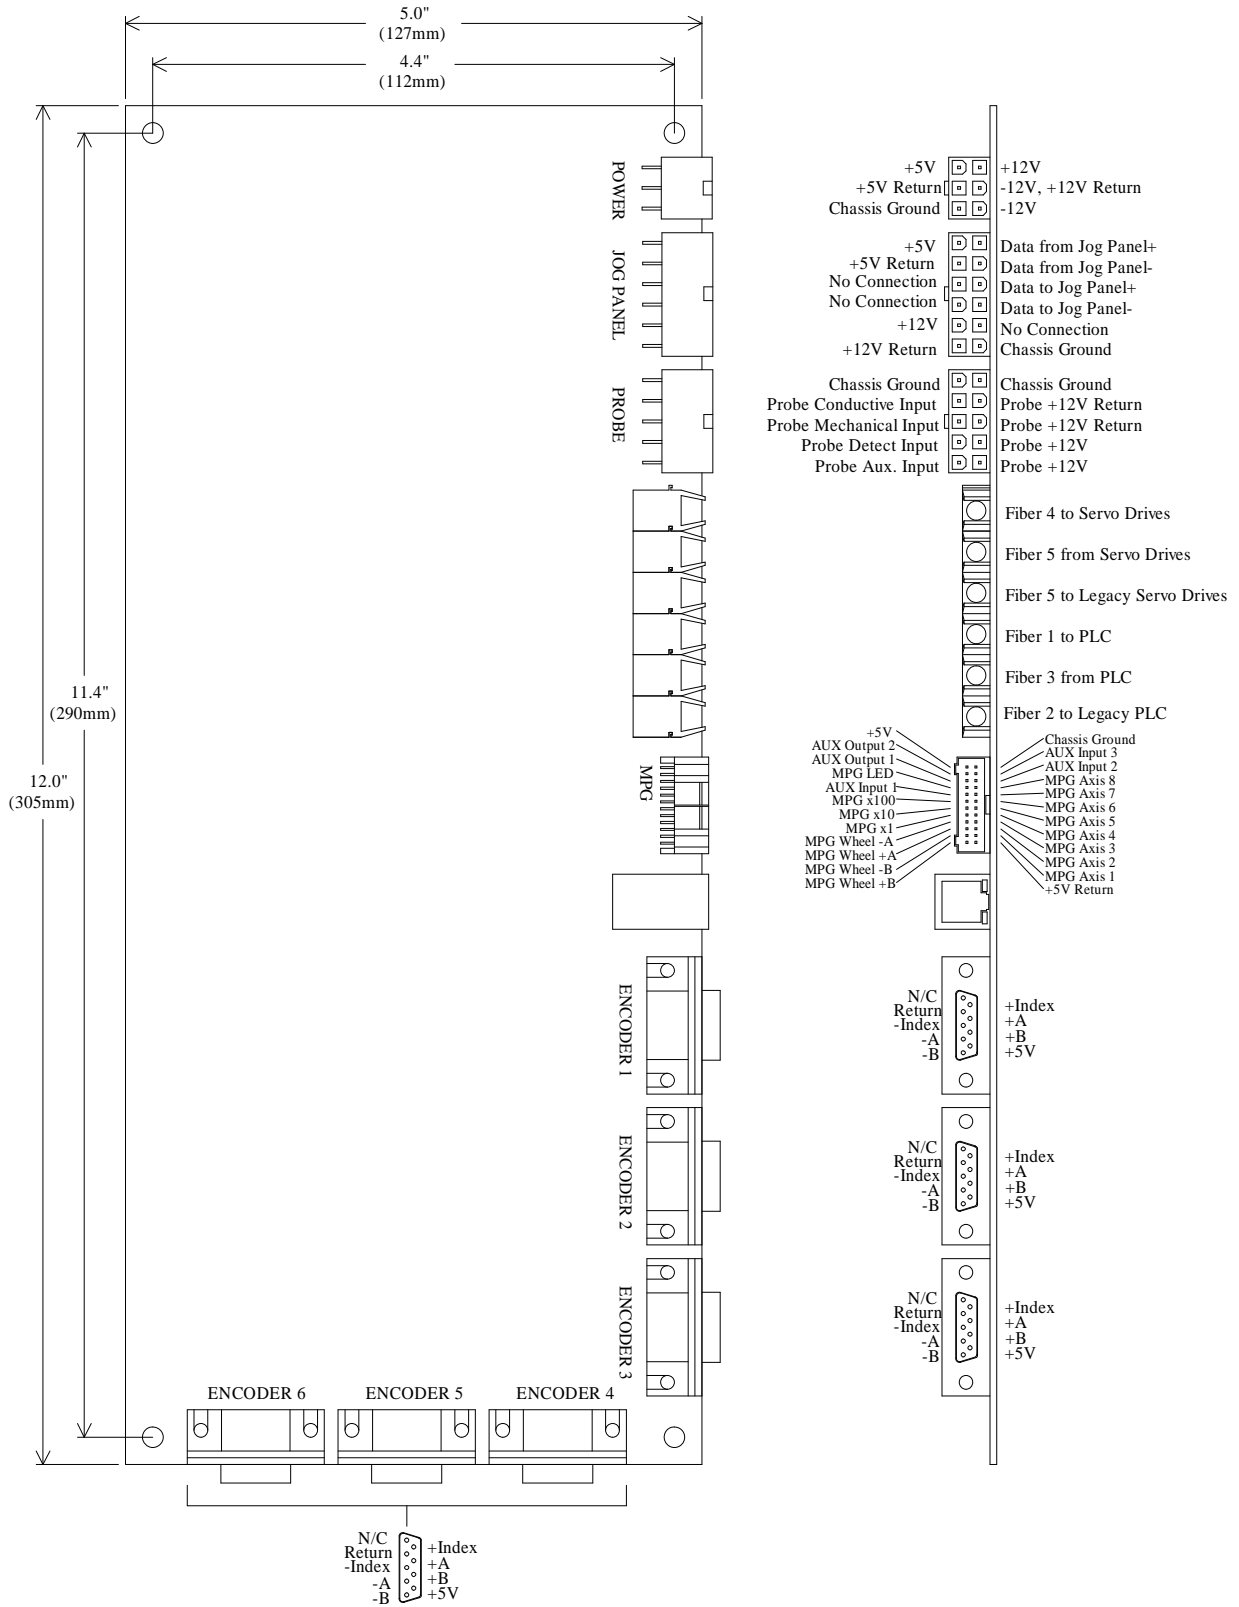 5.0"
(127mm)
4.4"
(112mm)
11.4"
(290mm)
12.0"
(305mm)
POWER
JOG PANEL
PROBE
MPG
ENCODER 1
ENCODER 2
ENCODER 3
ENCODER 6
ENCODER 5
ENCODER 4
N/C
Return
-Index
-A
-B
+Index
+A
+B
+5V
+5V
+5V Return
Chassis Ground
+12V
-12V, +12V Return
-12V
+5V
+5V Return
No Connection
No Connection
+12V
+12V Return
Data from Jog Panel+
Data from Jog Panel-
Data to Jog Panel+
Data to Jog Panel-
No Connection
Chassis Ground
Chassis Ground
Probe Conductive Input
Probe Mechanical Input
Probe Detect Input
Probe Aux. Input
Chassis Ground
Probe +12V Return
Probe +12V Return
Probe +12V
Probe +12V
Fiber 4 to Servo Drives
Fiber 5 from Servo Drives
Fiber 5 to Legacy Servo Drives
Fiber 1 to PLC
Fiber 3 from PLC
Fiber 2 to Legacy PLC
+5V
AUX Output 2
AUX Output 1
MPG LED
AUX Input 1
MPG x100
MPG x10
MPG x1
MPG Wheel -A
MPG Wheel +A
MPG Wheel -B
MPG Wheel +B
Chassis Ground
AUX Input 3
AUX Input 2
MPG Axis 8
MPG Axis 7
MPG Axis 6
MPG Axis 5
MPG Axis 4
MPG Axis 3
MPG Axis 2
MPG Axis 1
+5V Return
N/C
Return
-Index
-A
-B
+Index
+A
+B
+5V
N/C
Return
-Index
-A
-B
+Index
+A
+B
+5V
N/C
Return
-Index
-A
-B
+Index
+A
+B
+5V